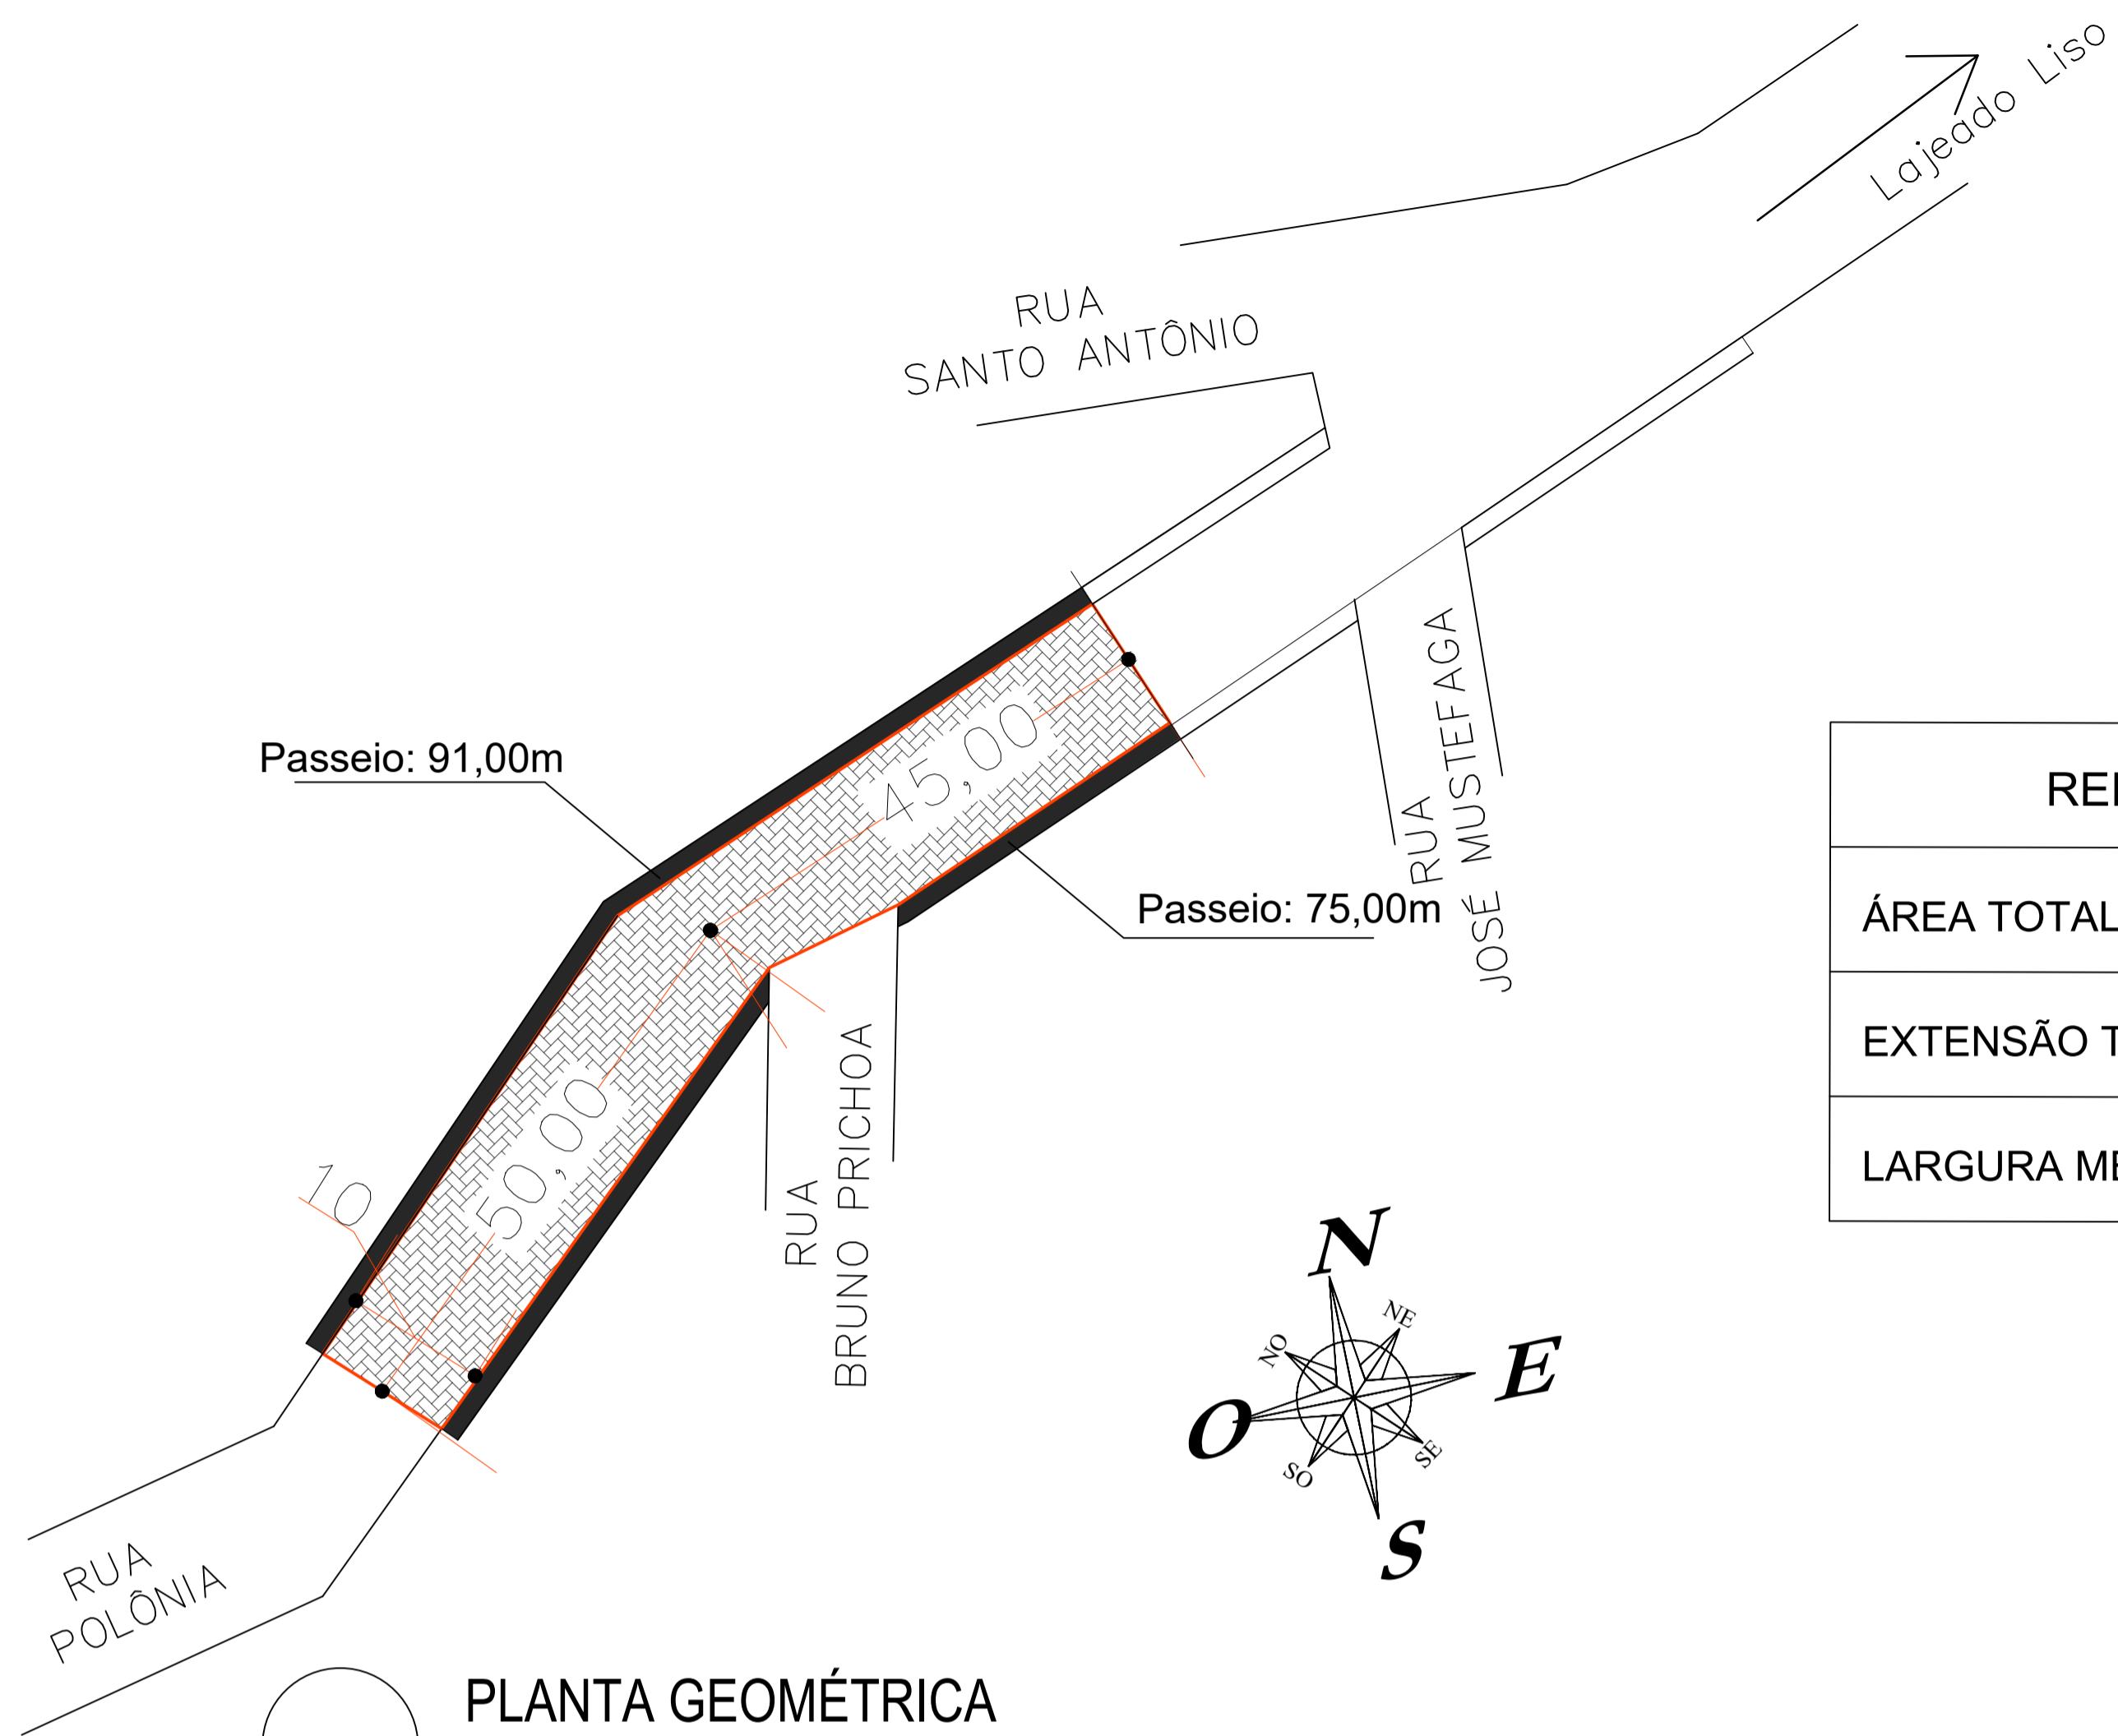 Lajeado Liso
RUA
SANTO ANTÔNIO
Passeio: 91,00m
45,00
Passeio: 75,00m
RUA
JOSÉ MUSTEFAGA
ÁREA TOTAL
EXTENSÃO
LARGURA
50,00
10
RUA
BRUNO PRICHOA
N
NE
E
SE
S
SO
O
NO
RUA
POLÔNIA
PLANTA GEOMÉTRICA